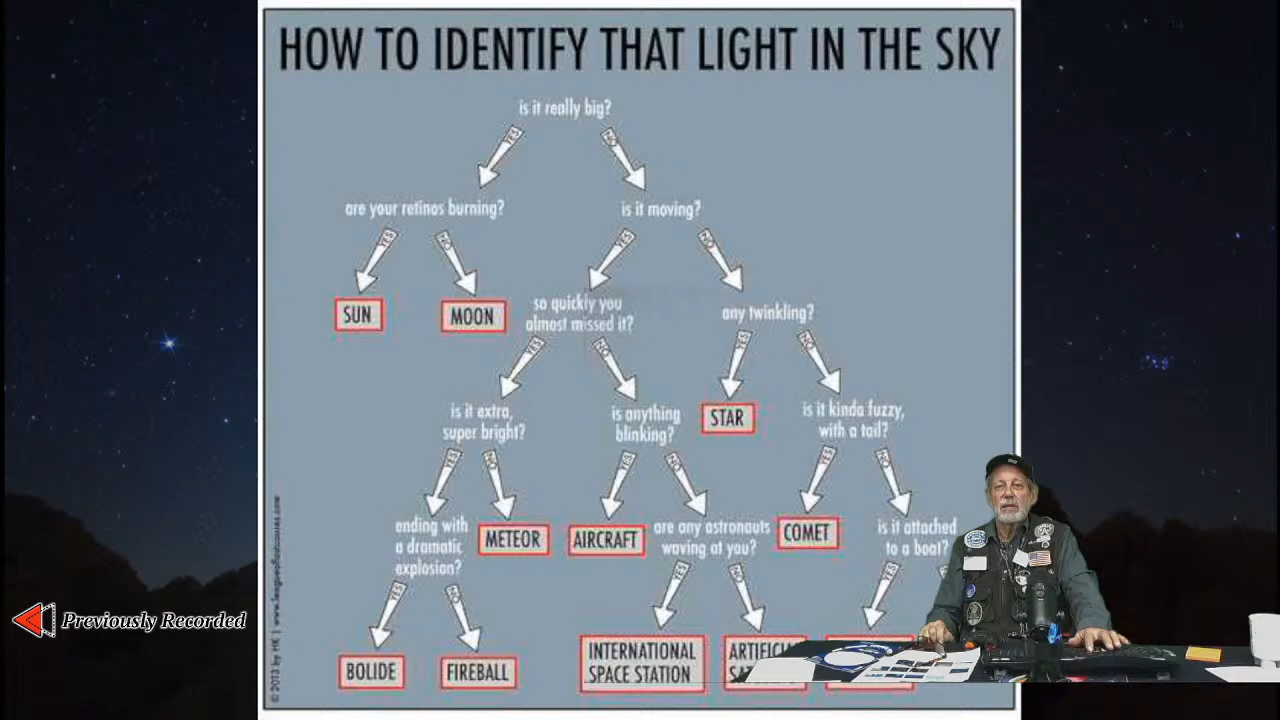 HOW TO IDENTIFY THAT LIGHT IN THE SKY
is it really big?
YES
NO
are your retinas burning?
is it moving?
YES
NO
YES
NO
SUN
MOON
so quickly you
almost missed it?
any twinkling?
YES
NO
YES
NO
is it extra,
super bright?
is anything
blinking?
STAR
is it kinda fuzzy,
with a tail?
YES
NO
YES
NO
YES
NO
ending with
a dramatic
explosion?
METEOR
AIRCRAFT
are any astronauts
waving at you?
COMET
is it attached
to a boat?
YES
NO
YES
NO
YES
BOLIDE
FIREBALL
INTERNATIONAL
SPACE STATION
© 2013 by HK |
Previously Recorded